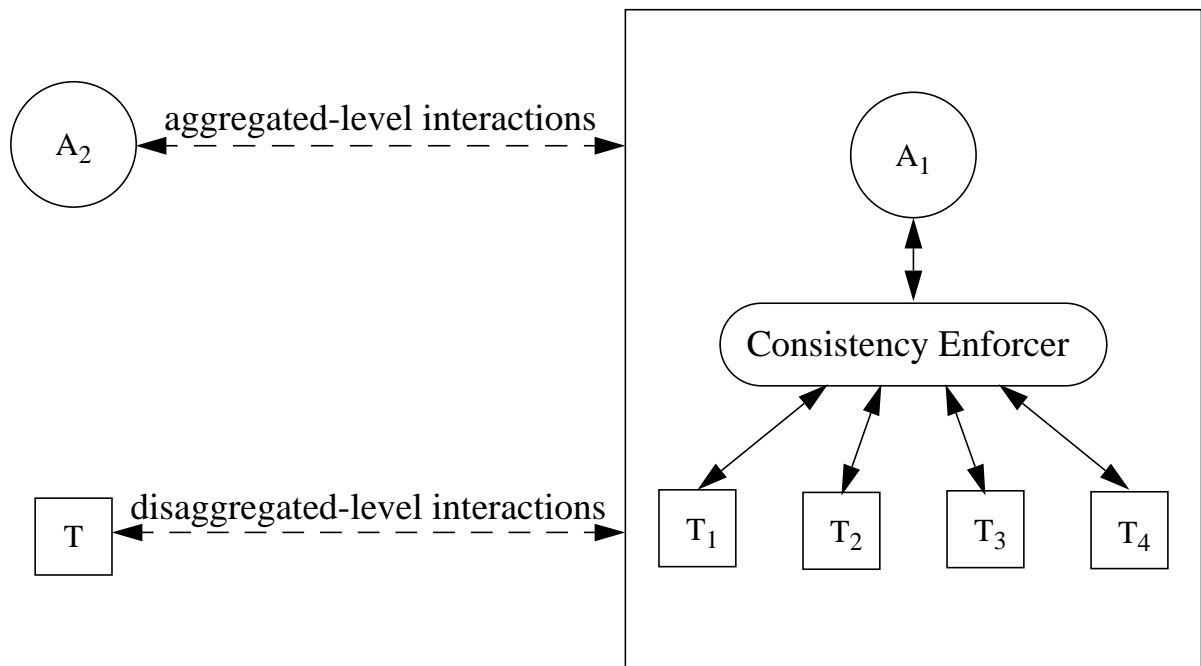 aggregated-level interactions
A₂
A₁
Consistency Enforcer
disaggregated-level interactions
T
T₁
T₂
T₃
T₄